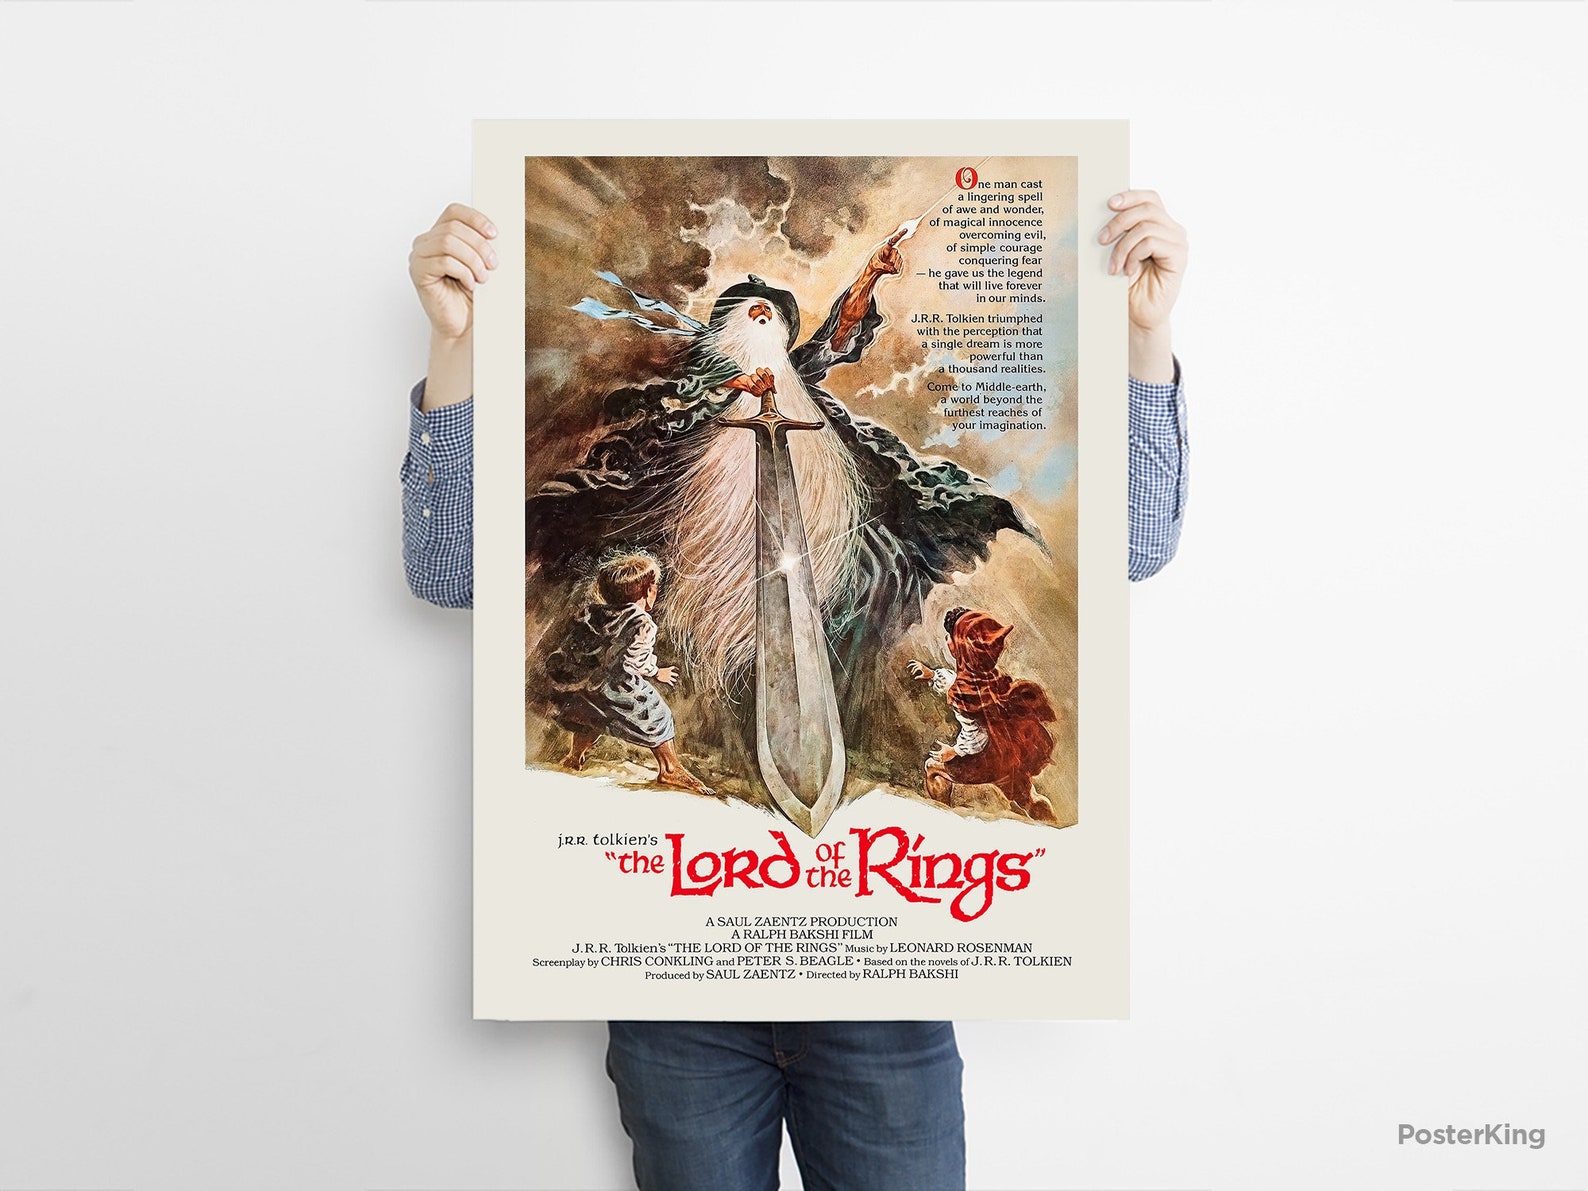 One man cast
a lingering spell
of awe and wonder,
of magical innocence
overcoming evil,
of simple courage
conquering fear
— he gave us the legend
that will live forever
in our minds.
J.R.R. Tolkien triumphed
with the perception that
a single dream is more
powerful than
a thousand realities.
Come to Middle-earth,
a world beyond the
furthest reaches of
your imagination.
j.R.R. tolkien's
"the LORD of the Rings"
A SAUL ZAENTZ PRODUCTION
A RALPH BAKSHI FILM
J.R.R. Tolkien's "THE LORD OF THE RINGS" Music by LEONARD ROSENMAN
Screenplay by CHRIS CONKLING and PETER S. BEAGLE • Based on the novels of J.R.R. TOLKIEN
Produced by SAUL ZAENTZ • Directed by RALPH BAKSHI
PosterKing